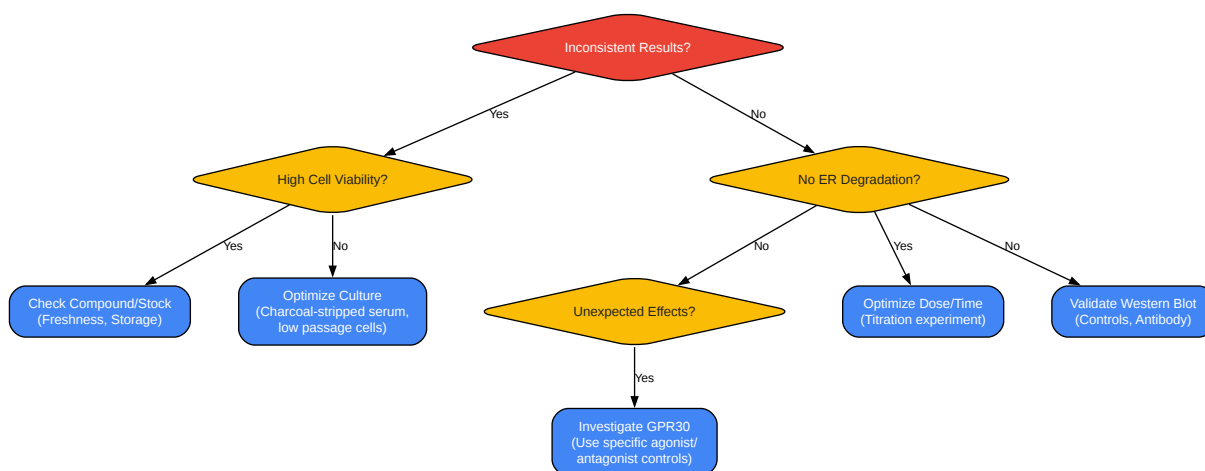 Inconsistent Results?
Yes
No
High Cell Viability?
No ER Degradation?
Yes
No
No
Yes
No
Check Compound/Stock
(Freshness, Storage)
Optimize Culture
(Charcoal-stripped serum,
low passage cells)
Unexpected Effects?
Optimize Dose/Time
(Titration experiment)
Validate Western Blot
(Controls, Antibody)
Yes
Investigate GPR30
(Use specific agonist/
antagonist controls)